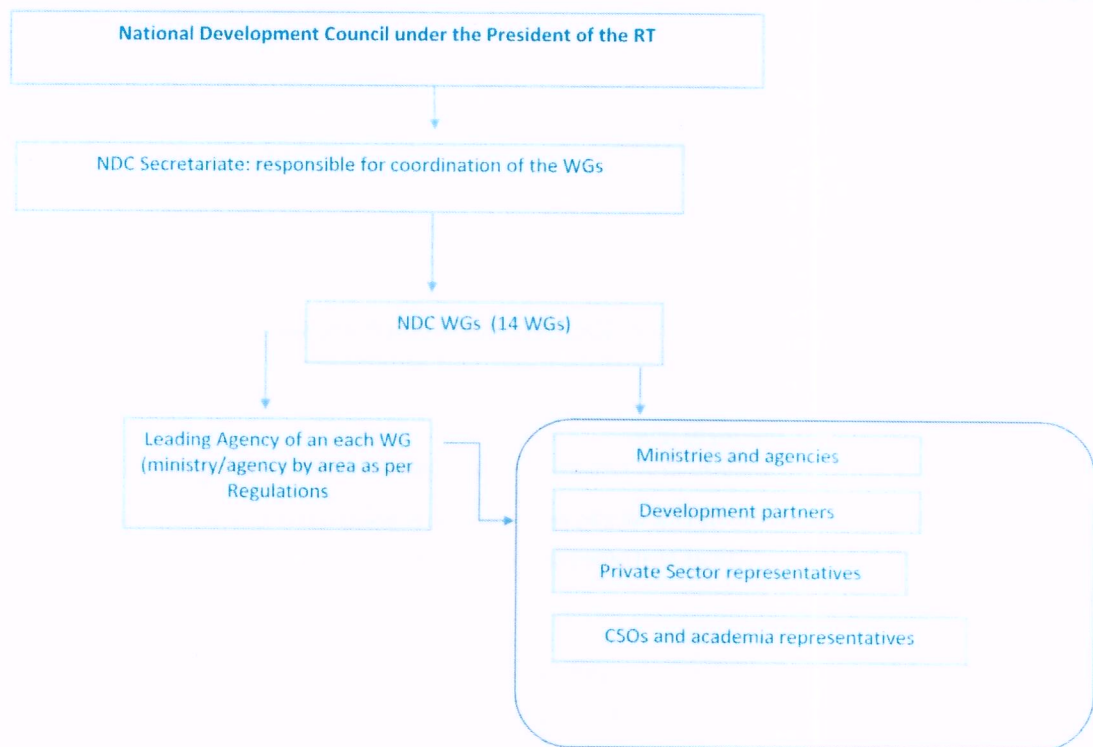 National Development Council under the President of the RT
NDC Secretariate: responsible for coordination of the WGs
NDC WGs (14 WGs)
Leading Agency of an each WG
(ministry/agency by area as per
Regulations
Ministries and agencies
Development partners
Private Sector representatives
CSOs and academia representatives